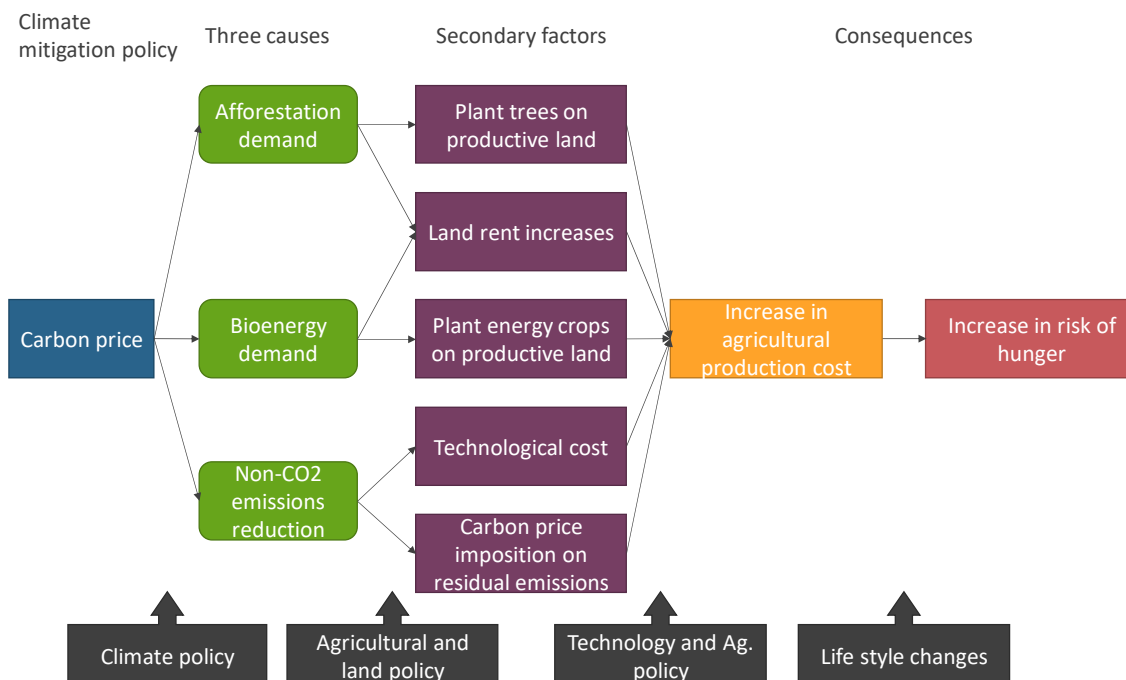 Climate
mitigation policy
Three causes
Secondary factors
Consequences
Afforestation
demand
Plant trees on
productive land
Land rent increases
Carbon price
Bioenergy
demand
Plant energy crops
on productive land
Increase in
agricultural
production cost
Increase in risk of
hunger
Technological cost
Non-CO2
emissions
reduction
Carbon price
imposition on
residual emissions
Climate policy
Agricultural and
land policy
Technology and Ag.
policy
Life style changes